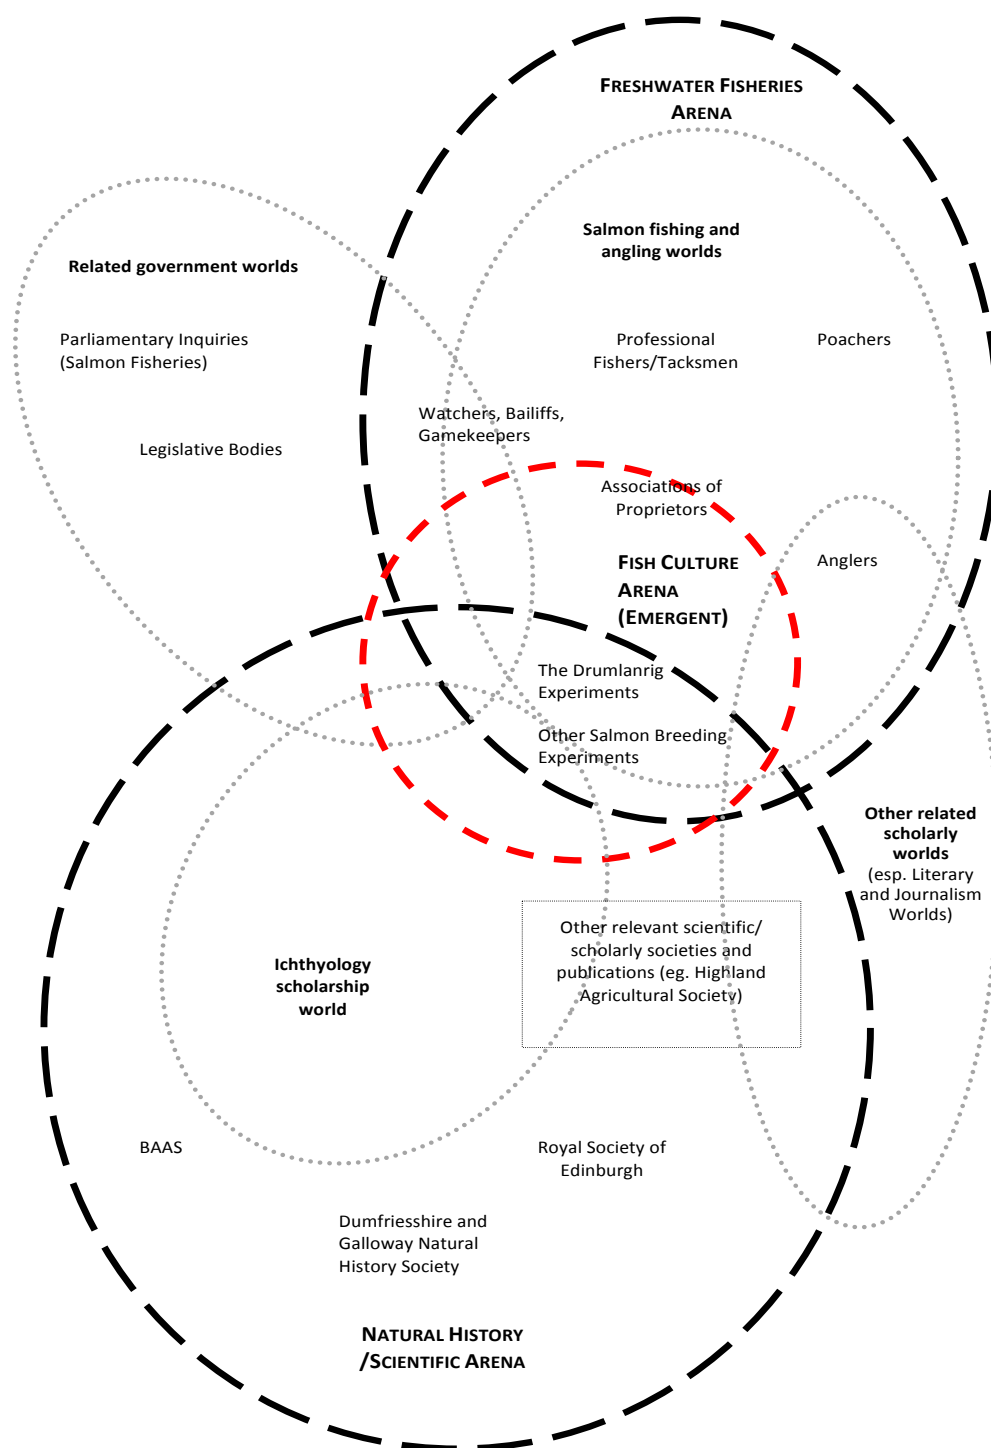 FRESHWATER FISHERIES
ARENA
Salmon fishing and
angling worlds
Related government worlds
Parliamentary Inquiries
(Salmon Fisheries)
Professional
Fishers/Tacksmen
Poachers
Watchers, Bailiffs,
Gamekeepers
Legislative Bodies
Associations of
Proprietors
FISH CULTURE
ARENA
(EMERGENT)
Anglers
The Drumlanrig
Experiments
Other Salmon Breeding
Experiments
Other related
scholarly
worlds
(esp. Literary
and Journalism
Worlds)
Other relevant scientific/
scholarly societies and
publications (eg. Highland
Agricultural Society)
Ichthyology
scholarship
world
BAAS
Royal Society of
Edinburgh
Dumfriesshire and
Galloway Natural
History Society
NATURAL HISTORY
/SCIENTIFIC ARENA